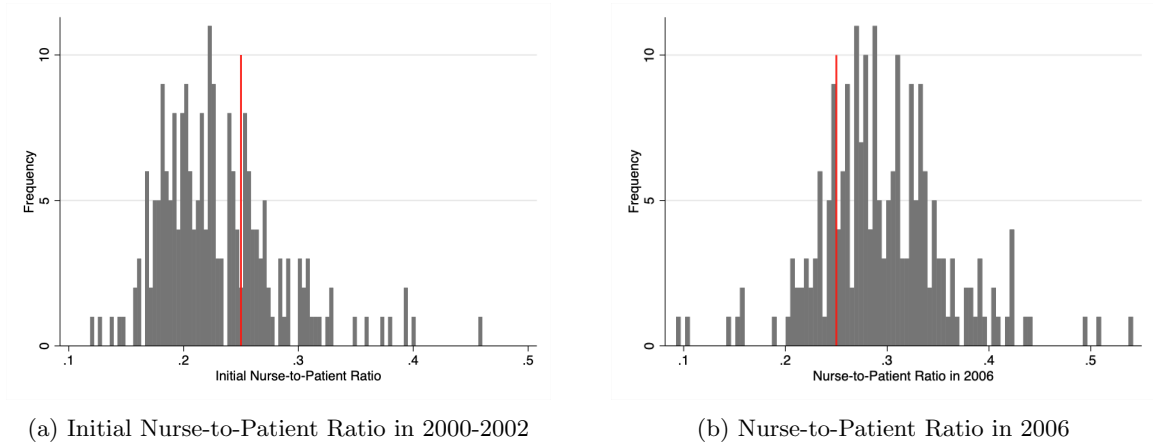 Frequency
10
5
0
.1 .2 .3 .4 .5
Initial Nurse-to-Patient Ratio
(a) Initial Nurse-to-Patient Ratio in 2000-2002
Frequency
10
5
0
.1 .2 .3 .4 .5
Nurse-to-Patient Ratio in 2006
(b) Nurse-to-Patient Ratio in 2006